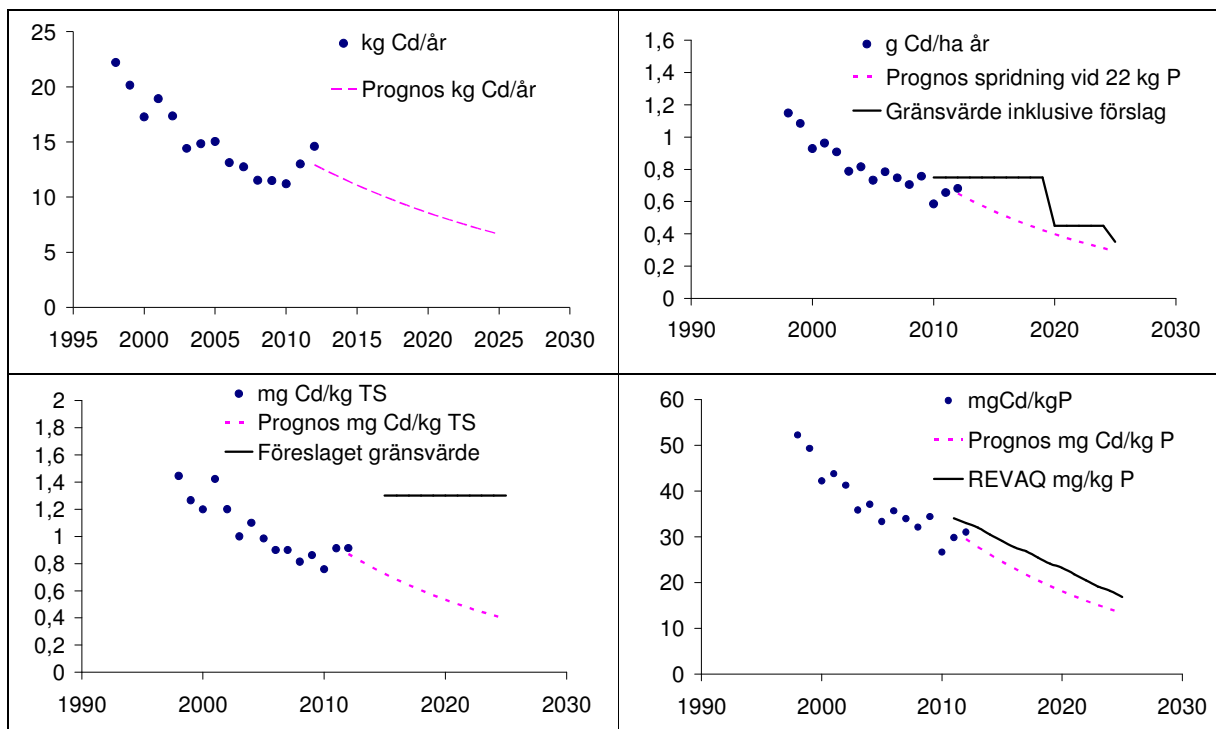 25
20
15
10
5
0
1995 2000 2005 2010 2015 2020 2025 2030
kg Cd/år
Prognos kg Cd/år
1,6
1,4
1,2
1
0,8
0,6
0,4
0,2
0
1990 2000 2010 2020 2030
g Cd/ha år
Prognos spridning vid 22 kg P
Gränsvärde inklusive förslag
2
1,8
1,6
1,4
1,2
1
0,8
0,6
0,4
0,2
0
1990 2000 2010 2020 2030
mg Cd/kg TS
Prognos mg Cd/kg TS
Föreslaget gränsvärde
60
50
40
30
20
10
0
1990 2000 2010 2020 2030
mgCd/kgP
Prognos mg Cd/kg P
REVAQ mg/kg P